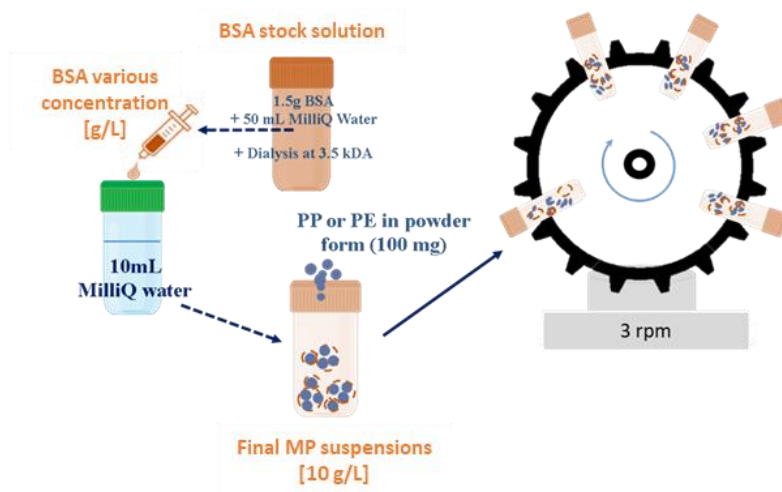 BSA stock solution
1.5g BSA
+ 50 mL MilliQ Water
+ Dialysis at 3.5 kDA
BSA various
concentration
[g/L]
10mL
MilliQ water
PP or PE in powder
form (100 mg)
Final MP suspensions
[10 g/L]
3 rpm